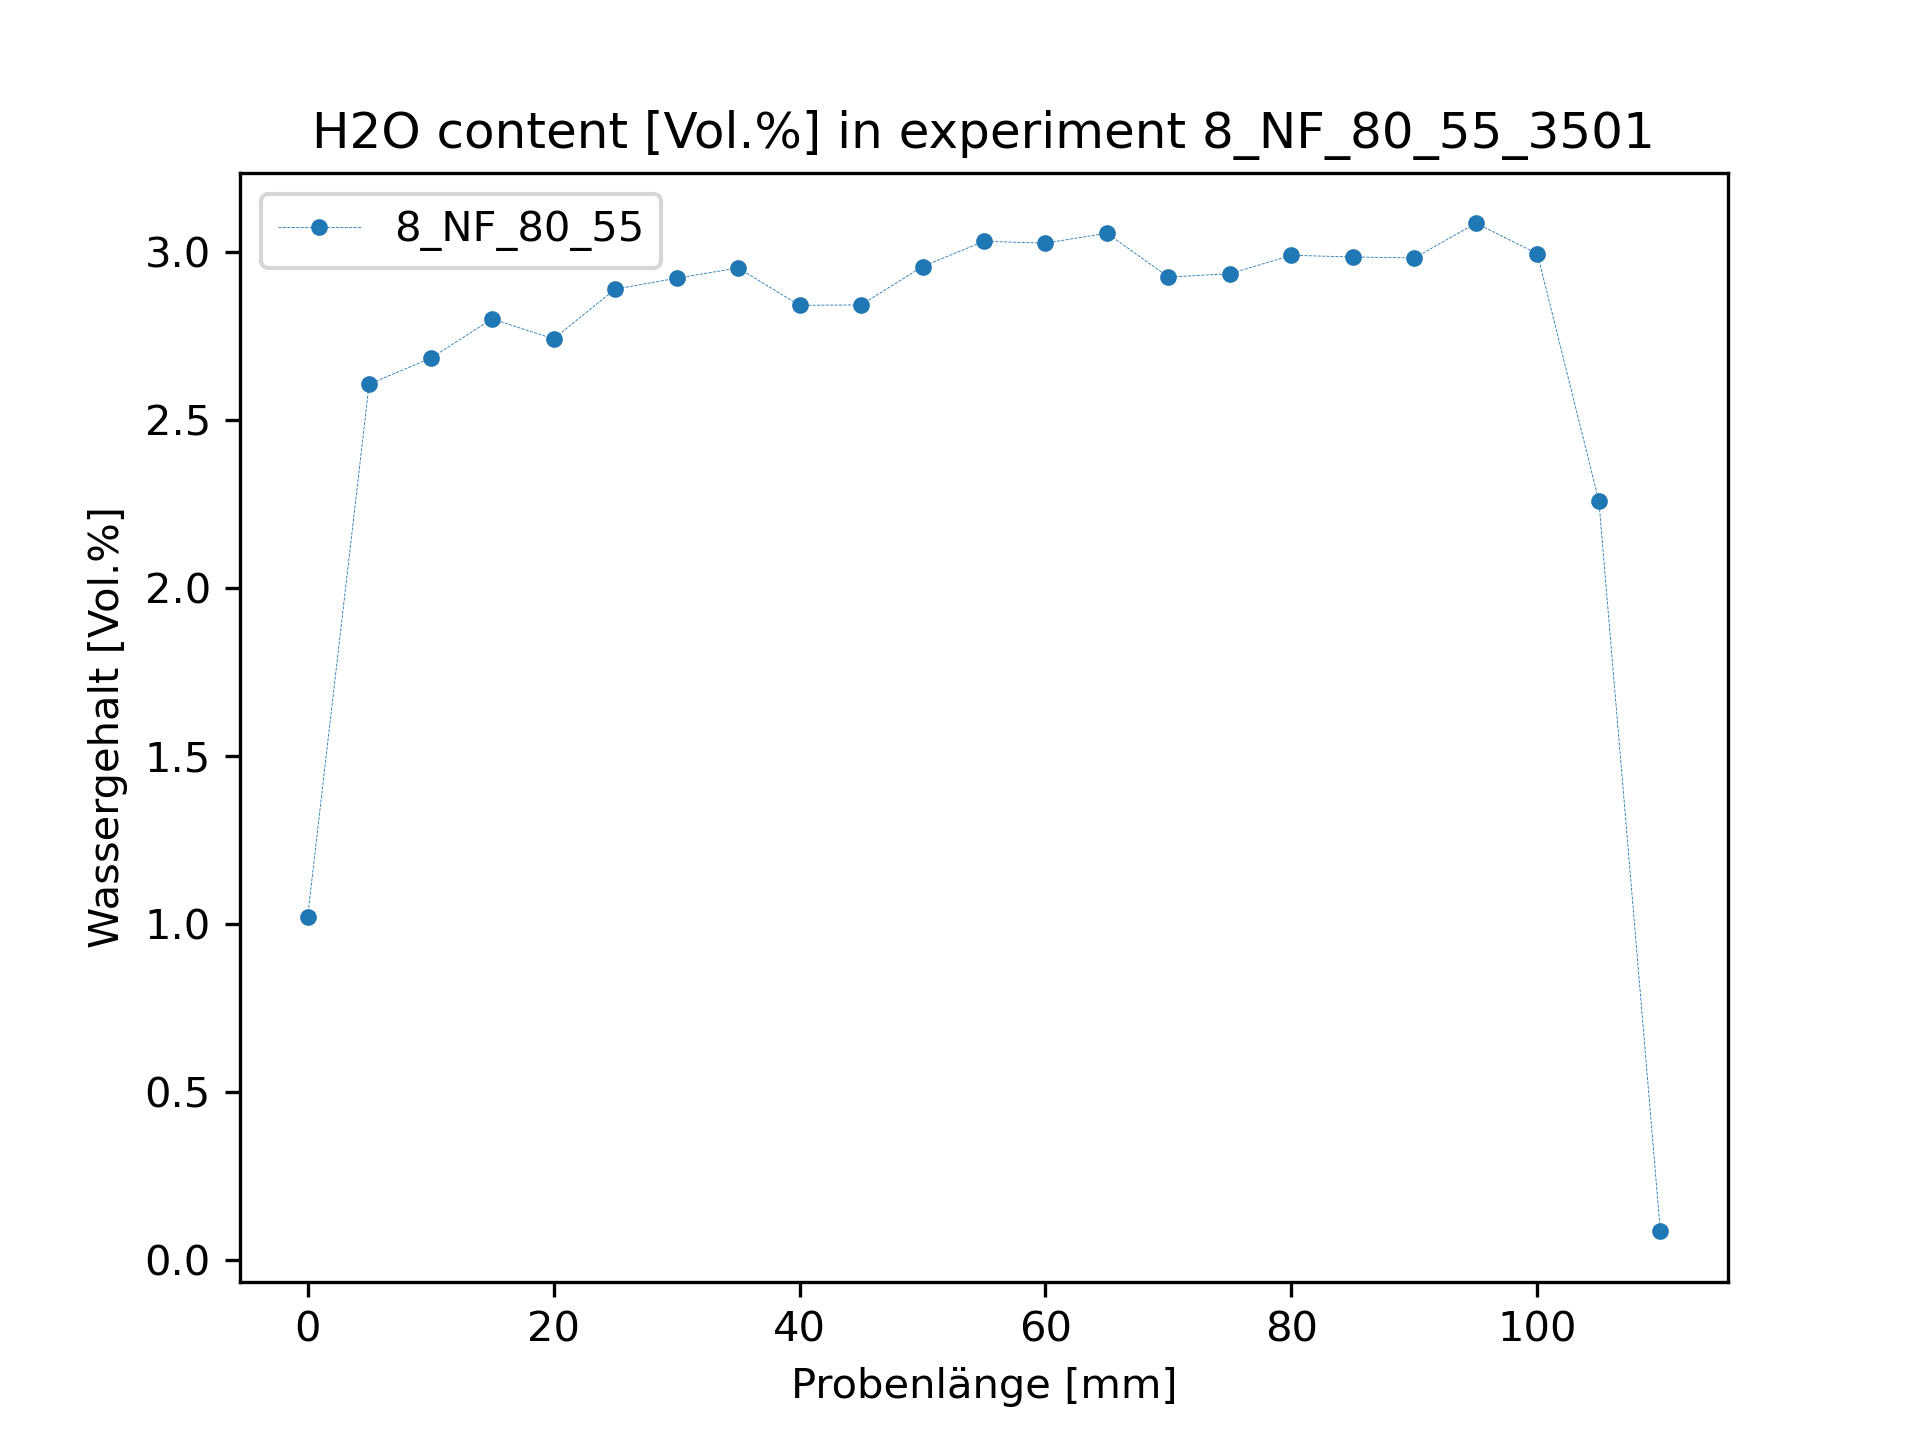 H2O content [Vol.%] in experiment 8_NF_80_55_3501
8_NF_80_55
3.0
2.5
2.0
1.5
1.0
0.5
0.0
Wassergehalt [Vol.%]
0 20 40 60 80 100
Probenlänge [mm]